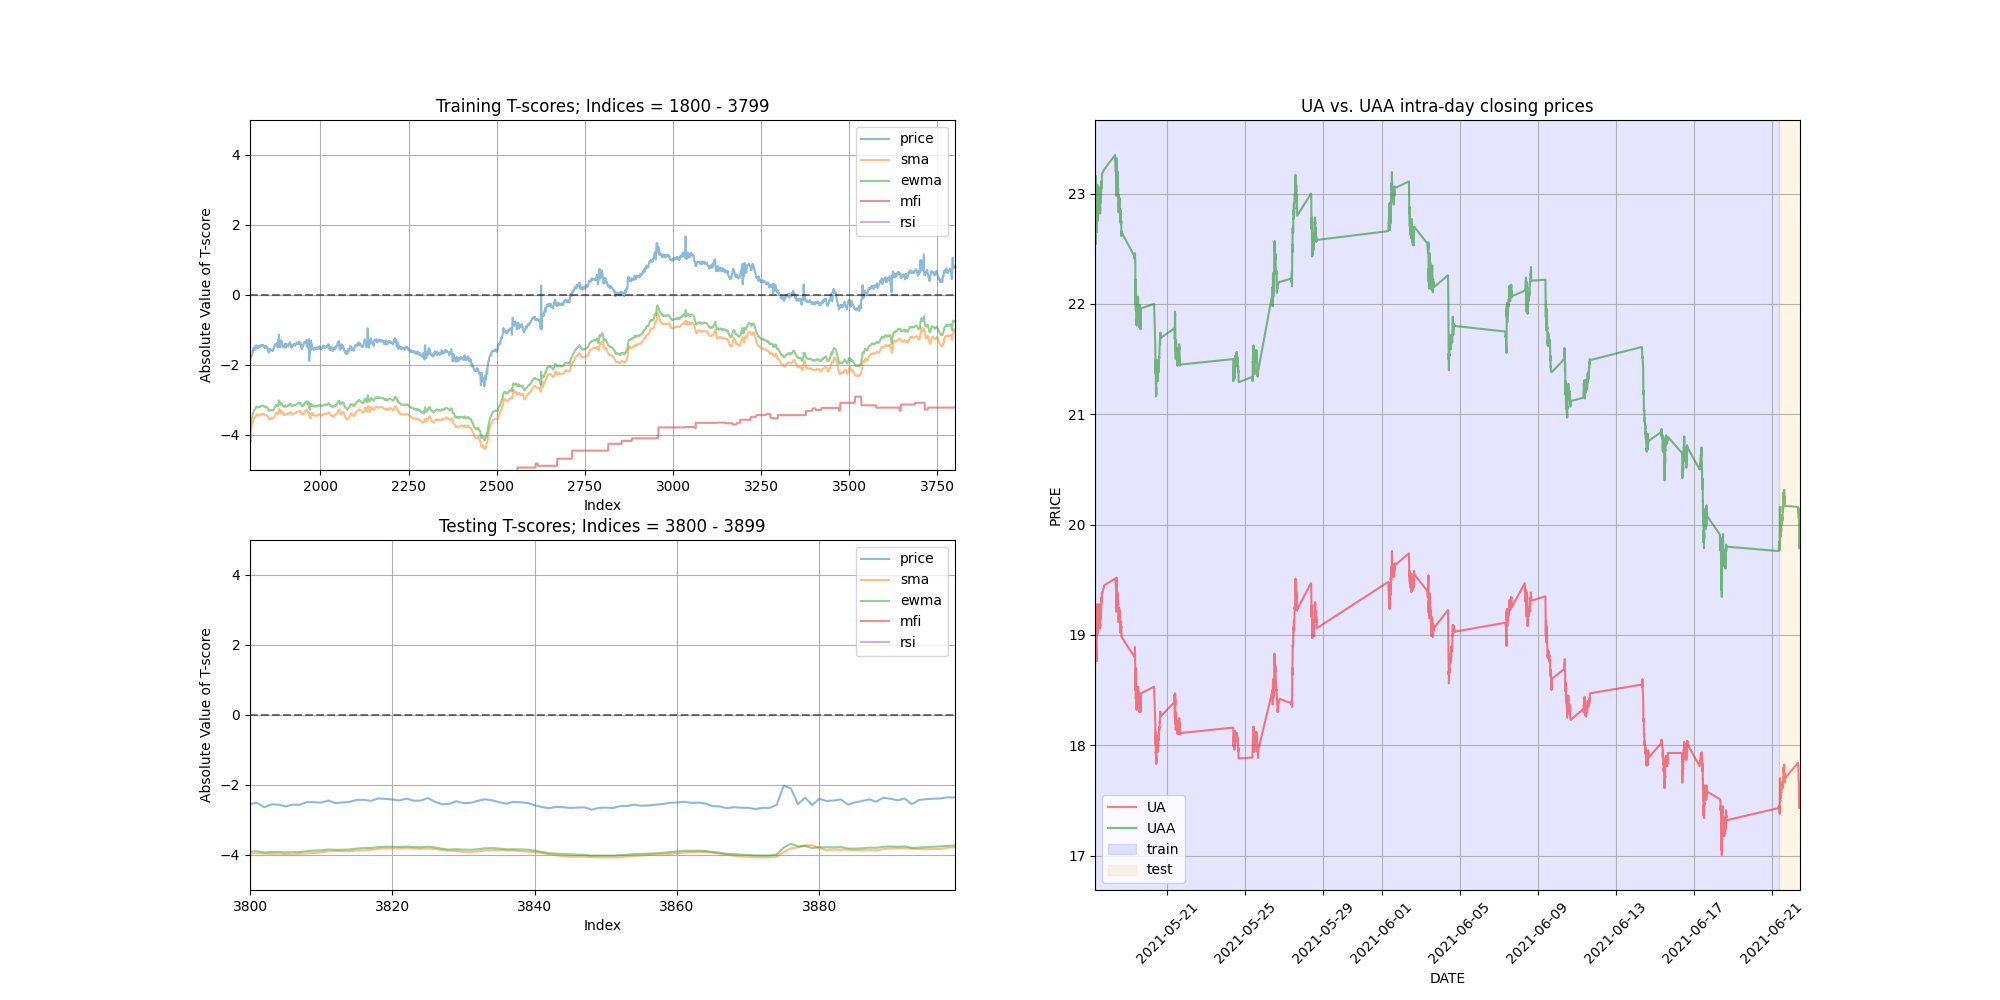 Training T-scores; Indices = 1800 - 3799
Absolute Value of T-score
4
2
0
−2
−4
price
sma
ewma
mfi
rsi
2000 2250 2500 2750 3000 3250 3500 3750
Index
Testing T-scores; Indices = 3800 - 3899
Absolute Value of T-score
4
2
0
−2
−4
price
sma
ewma
mfi
rsi
3800 3820 3840 3860 3880
Index
UA vs. UAA intra-day closing prices
PRICE
23
22
21
20
19
18
17
UA
UAA
train
test
2021-05-21 2021-05-25 2021-05-29 2021-06-01 2021-06-05 2021-06-09 2021-06-13 2021-06-17 2021-06-21
DATE